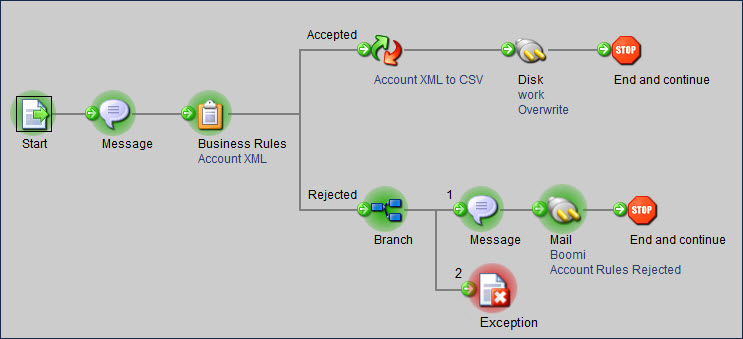 Accepted
STOP
Account XML to CSV
Disk
work
Overwrite
End and continue
Start
Message
Business Rules
Account XML
Rejected
1
STOP
Branch
Message
Mail
Boomi
Account Rules Rejected
End and continue
2
Exception